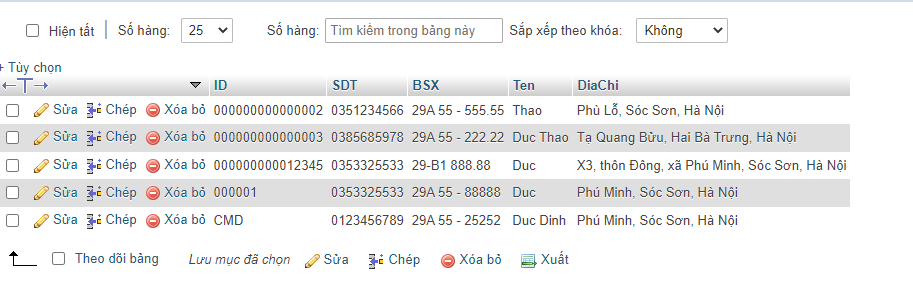 Hiện tất Số hàng: 25 Số hàng: Tìm kiếm trong bảng này Sắp xếp theo khóa: Không
+ Tùy chọn
←T→ ID SDT BSX Ten DiaChi
Sửa Chép Xóa bỏ 000000000000002 0351234566 29A 55 - 555.55 Thao Phù Lỗ, Sóc Sơn, Hà Nội
Sửa Chép Xóa bỏ 000000000000003 0385685978 29A 55 - 222.22 Duc Thao Tạ Quang Bửu, Hai Bà Trưng, Hà Nội
Sửa Chép Xóa bỏ 000000000012345 0353325533 29-B1 888.88 Duc X3, thôn Đông, xã Phú Minh, Sóc Sơn, Hà Nội
Sửa Chép Xóa bỏ 000001 0353325533 29A 55 - 88888 Duc Phú Minh, Sóc Sơn, Hà Nội
Sửa Chép Xóa bỏ CMD 0123456789 29A 55 - 25252 Duc Dinh Phú Minh, Sóc Sơn, Hà Nội
Theo dõi bảng Lưu mục đã chọn Sửa Chép Xóa bỏ Xuất